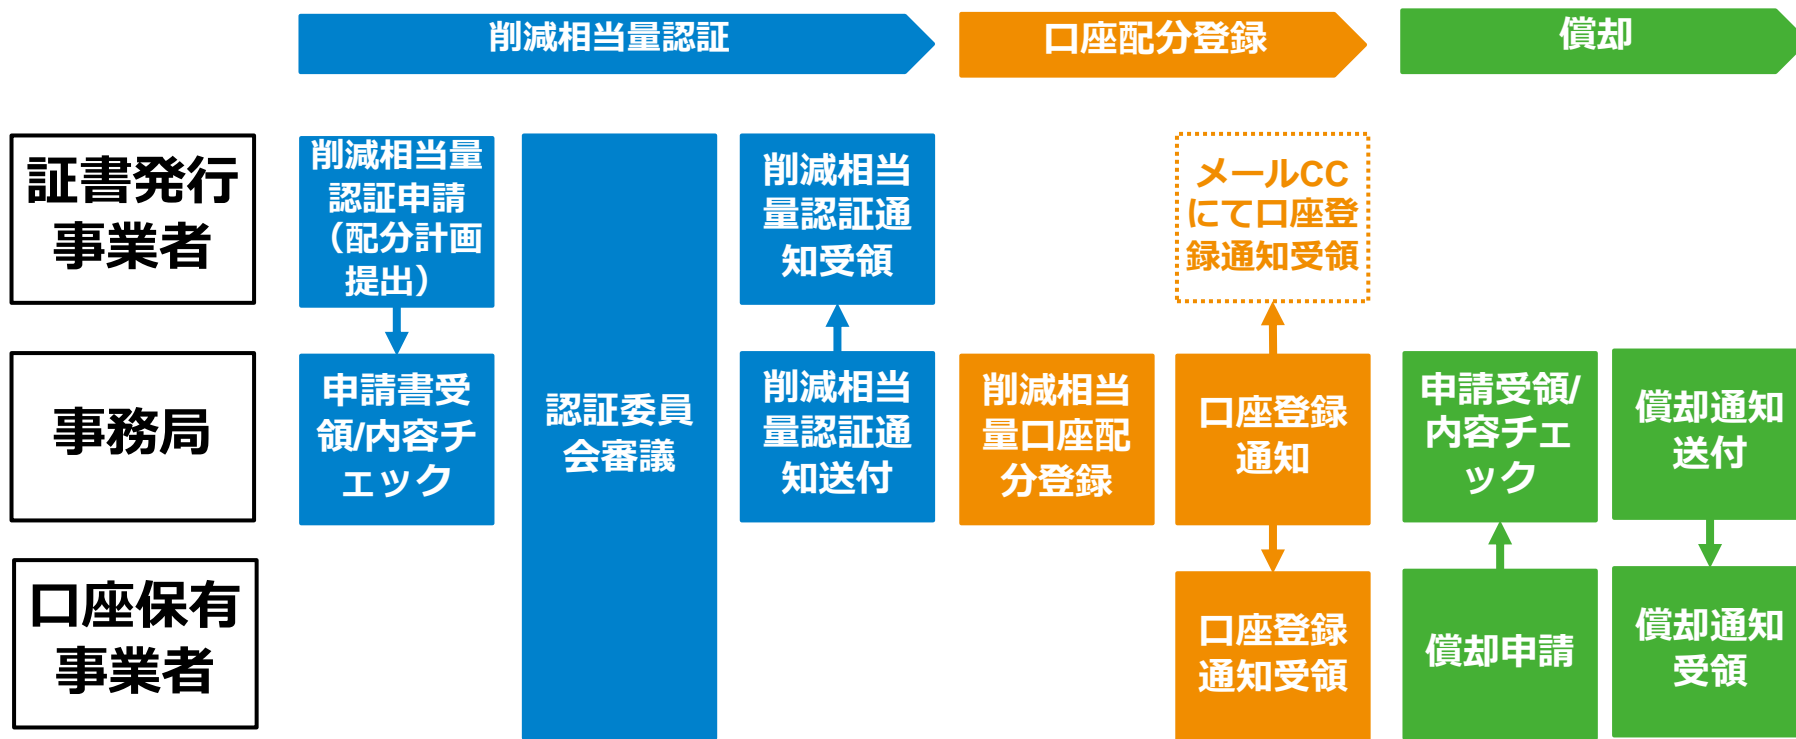 削減相当量認証
口座配分登録
償却
証書発行
事業者
削減相当量
認証申請
（配分計画
提出）
削減相当
量認証通
知受領
メールCC
にて口座登
録通知受領
事務局
申請書受
領/内容チ
ェック
認証委員
会審議
削減相当
量認証通
知送付
削減相当
量口座配
分登録
口座登録
通知
申請受領/
内容チェ
ック
償却通知
送付
口座保有
事業者
口座登録
通知受領
償却申請
償却通知
受領